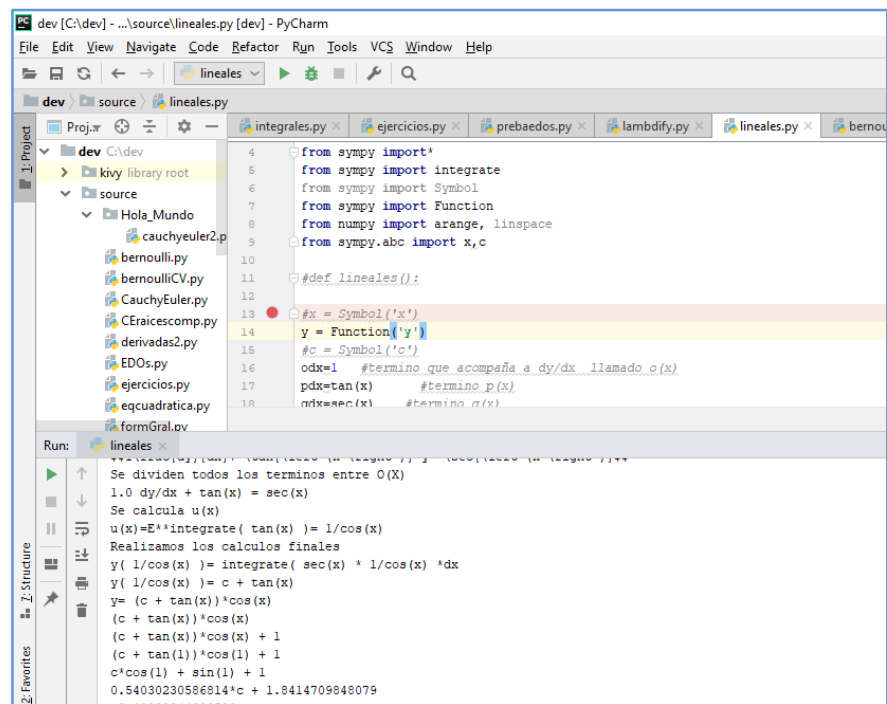 dev [C:\dev] - ...\source\lineales.py [dev] - PyCharm
File Edit View Navigate Code Refactor Run Tools VCS Window Help
lineales
dev source lineales.py
1: Project
Proj.
integrales.py ejercicios.py prebaedos.py lambdify.py lineales.py bernou
dev C:\dev
kivy library root
source
Hola_Mundo
cauchyeuler2.p
bernoulli.py
bernoulliCV.py
CauchyEuler.py
CEraicescomp.py
derivadas2.py
EDOs.py
ejercicios.py
eqcuadratica.py
formGral.py
4 from sympy import*
5 from sympy import integrate
6 from sympy import Symbol
7 from sympy import Function
8 from numpy import arange, linspace
9 from sympy.abc import x,c
10
11 #def lineales():
12
13 #x = Symbol('x')
14 y = Function('y')
15 #c = Symbol('c')
16 odx=1 #termino que acompaña a dy/dx llamado o(x)
17 pdx=tan(x) #termino p(x)
18 qdx=sec(x) #termino q(x)
Run: lineales
Se dividen todos los terminos entre O(X)
1.0 dy/dx + tan(x) = sec(x)
Se calcula u(x)
u(x)=E**integrate( tan(x) )= 1/cos(x)
Realizamos los calculos finales
y( 1/cos(x) )= integrate( sec(x) * 1/cos(x) *dx
y( 1/cos(x) )= c + tan(x)
y= (c + tan(x))*cos(x)
(c + tan(x))*cos(x)
(c + tan(x))*cos(x) + 1
(c + tan(1))*cos(1) + 1
c*cos(1) + sin(1) + 1
0.54030230586814*c + 1.8414709848079
7: Structure
2: Favorites